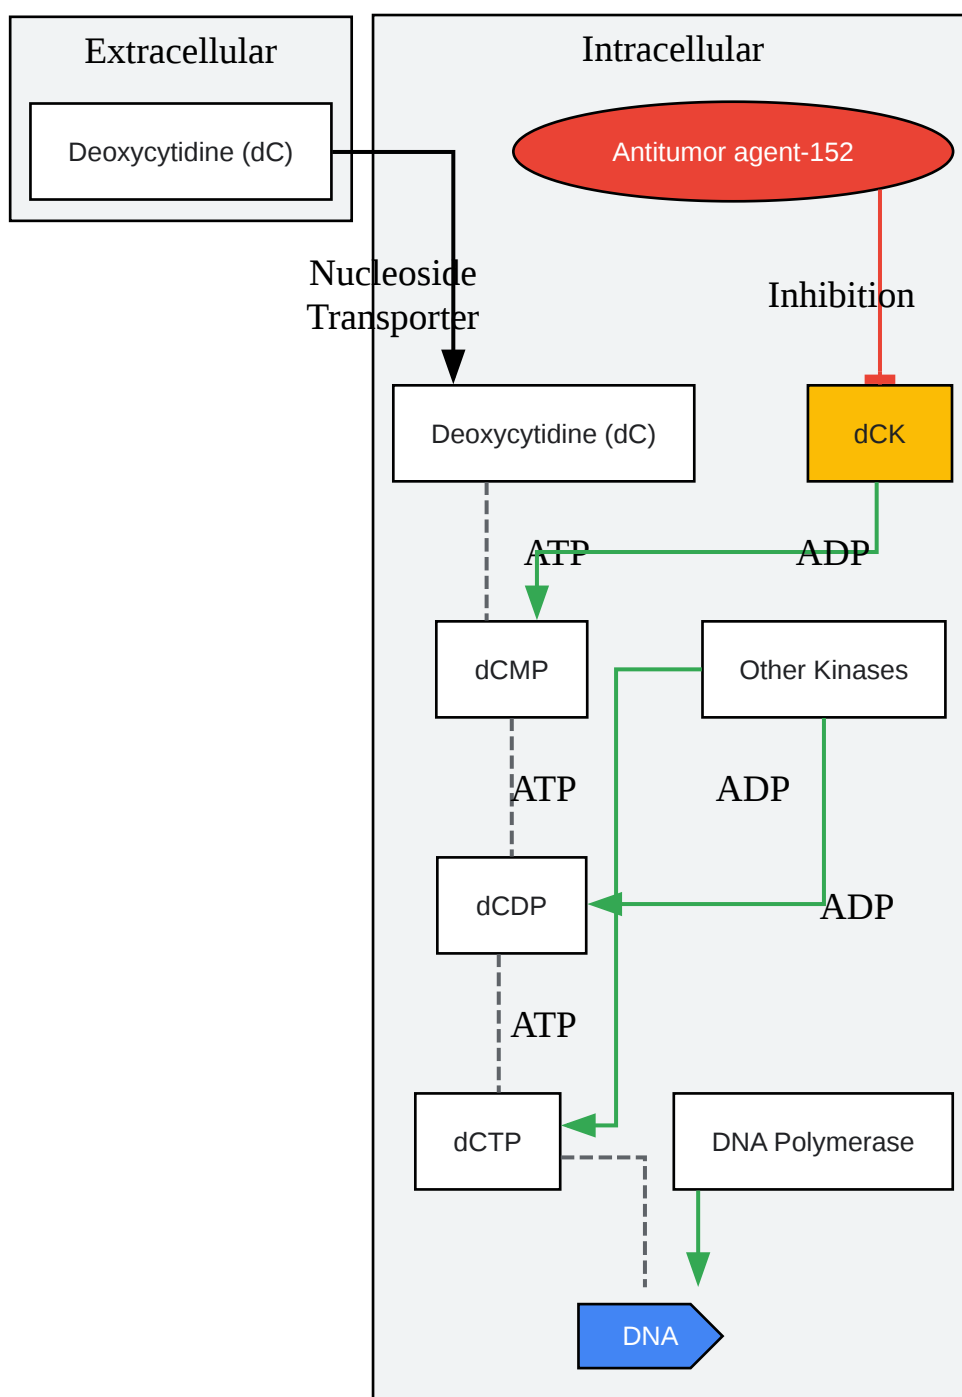 Extracellular
Intracellular
Deoxycytidine (dC)
Antitumor agent-152
Nucleoside
Transporter
Inhibition
Deoxycytidine (dC)
dCK
ATP
ADP
dCMP
Other Kinases
ATP
ADP
dCDP
ADP
ATP
dCTP
DNA Polymerase
DNA